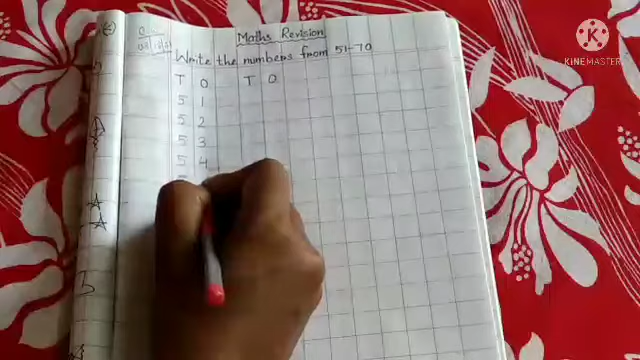 Maths Revision
Write the numbers from 51-70
T O T O
5 1
5 2
5 3
5 4
KINEMASTER